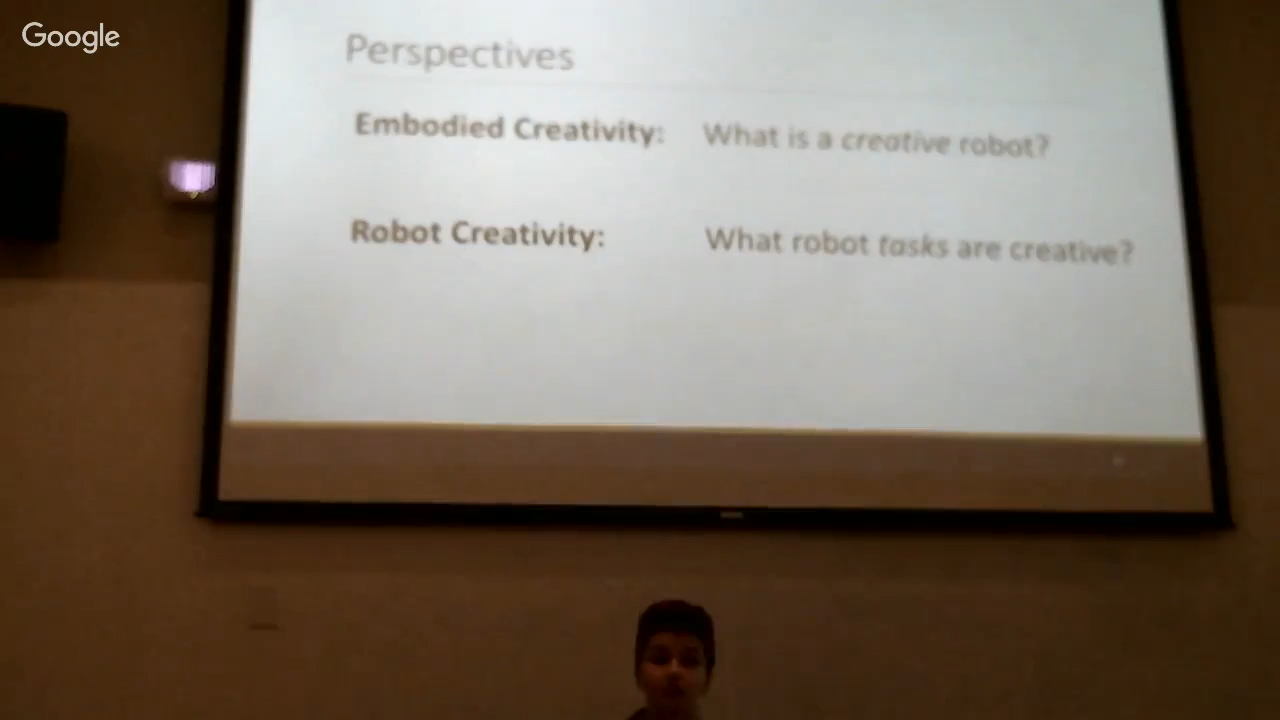 Google
Perspectives
Embodied Creativity: What is a creative robot?
Robot Creativity: What robot tasks are creative?